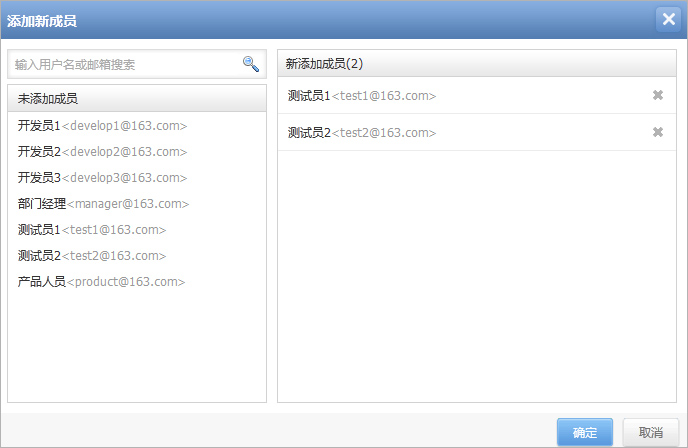 添加新成员
输入用户名或邮箱搜索
未添加成员
开发员1<develop1@163.com>
开发员2<develop2@163.com>
开发员3<develop3@163.com>
部门经理<manager@163.com>
测试员1<test1@163.com>
测试员2<test2@163.com>
产品人员<product@163.com>
新添加成员(2)
测试员1<test1@163.com>
测试员2<test2@163.com>
确定
取消